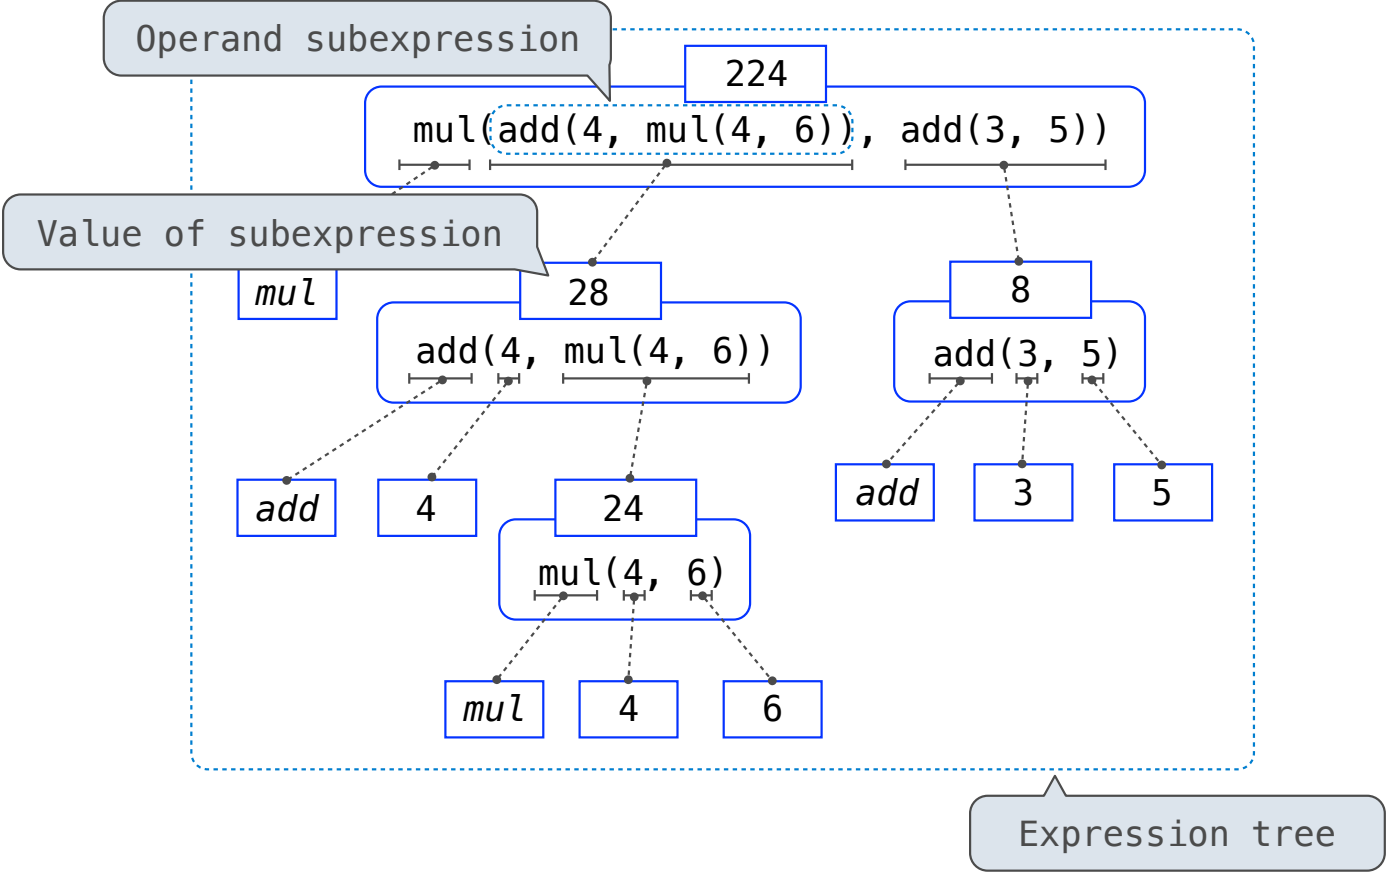 Operand subexpression
224
mul(add(4, mul(4, 6)), add(3, 5))
Value of subexpression
mul
28
8
add(4, mul(4, 6))
add(3, 5)
add
4
24
add
3
5
mul(4, 6)
mul
4
6
Expression tree